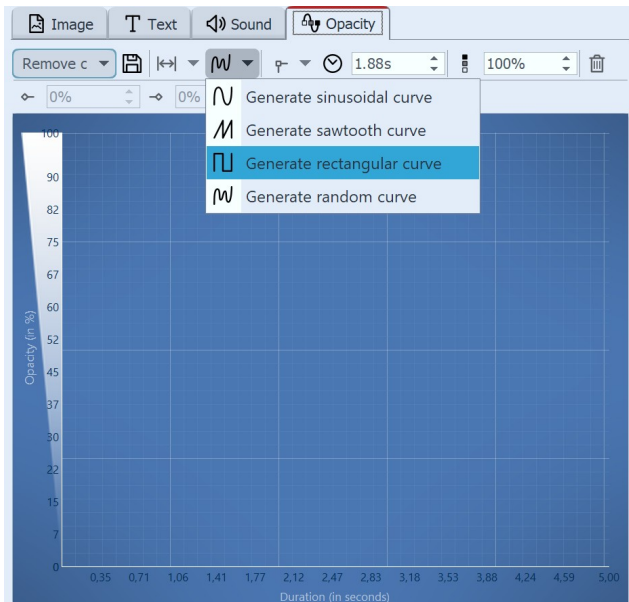 Image Text Sound Opacity
Remove c 1.88s 100%
0% 0%
Generate sinusoidal curve
Generate sawtooth curve
Generate rectangular curve
Generate random curve
100
90
82
75
67
60
52
45
37
30
22
15
7
0
Opacity (in %)
0,35 0,71 1,06 1,41 1,77 2,12 2,47 2,83 3,18 3,53 3,88 4,24 4,59 5,00
Duration (in seconds)